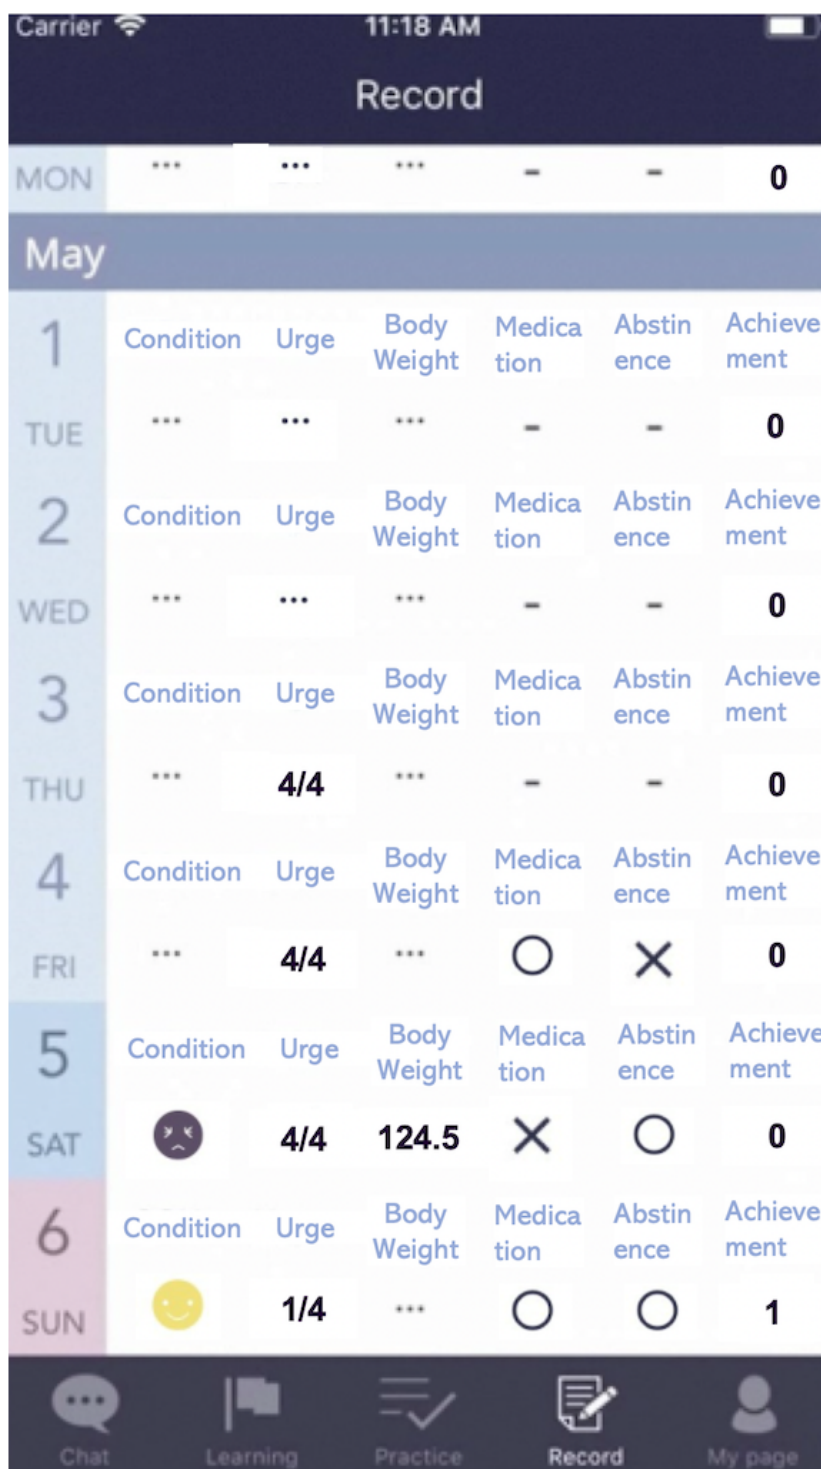 Carrier 11:18 AM
Record
MON ... ... ... - - 0
May
1 Condition Urge Body Weight Medica tion Abstin ence Achieve ment
TUE ... ... ... - - 0
2 Condition Urge Body Weight Medica tion Abstin ence Achieve ment
WED ... ... ... - - 0
3 Condition Urge Body Weight Medica tion Abstin ence Achieve ment
THU ... 4/4 ... - - 0
4 Condition Urge Body Weight Medica tion Abstin ence Achieve ment
FRI ... 4/4 ... ○ × 0
5 Condition Urge Body Weight Medica tion Abstin ence Achieve ment
SAT 4/4 124.5 × ○ 0
6 Condition Urge Body Weight Medica tion Abstin ence Achieve ment
SUN 1/4 ... ○ ○ 1
Chat Learning Practice Record My page